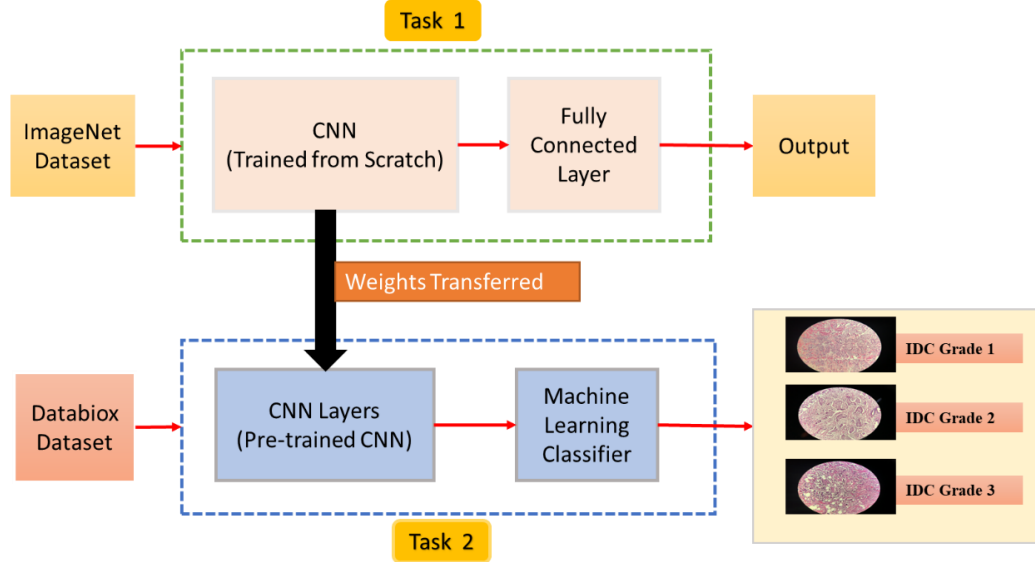 Task 1
ImageNet
Dataset
CNN
(Trained from Scratch)
Fully
Connected
Layer
Output
Weights Transferred
Databiox
Dataset
CNN Layers
(Pre-trained CNN)
Machine
Learning
Classifier
IDC Grade 1
IDC Grade 2
IDC Grade 3
Task 2